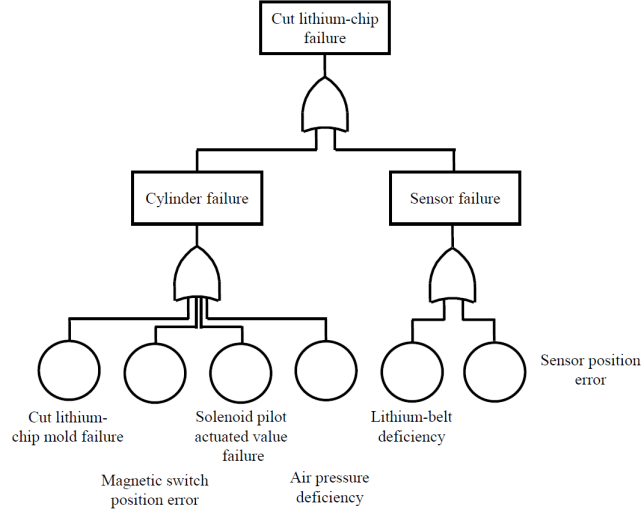 Cut lithium-chip
failure
Cylinder failure
Sensor failure
Sensor position
error
Cut lithium-
chip mold failure
Solenoid pilot
actuated value
failure
Lithium-belt
deficiency
Magnetic switch
position error
Air pressure
deficiency